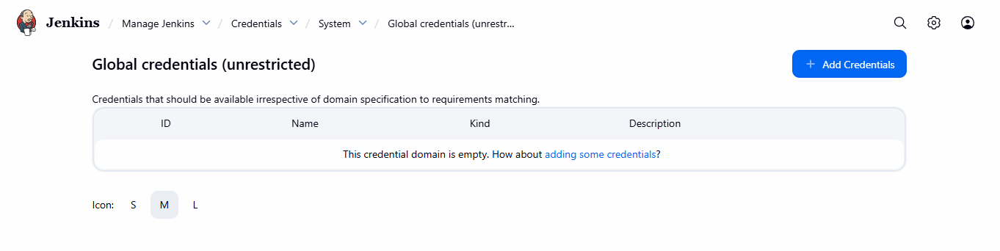 Jenkins / Manage Jenkins / Credentials / System / Global credentials (unrestr...
Global credentials (unrestricted)
+ Add Credentials
Credentials that should be available irrespective of domain specification to requirements matching.
ID Name Kind Description
This credential domain is empty. How about adding some credentials?
Icon: S M L